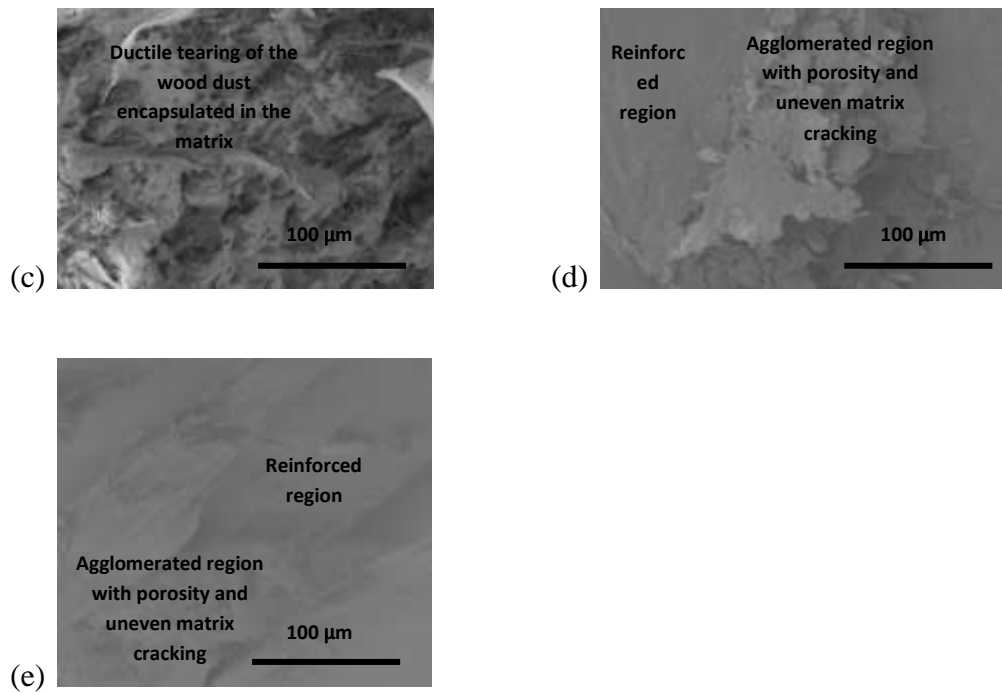 Ductile tearing of the
wood dust
encapsulated in the
matrix
100 µm
(c)
Reinforc
ed
region
Agglomerated region
with porosity and
uneven matrix
cracking
100 µm
(d)
Reinforced
region
Agglomerated region
with porosity and
uneven matrix
cracking
100 µm
(e)